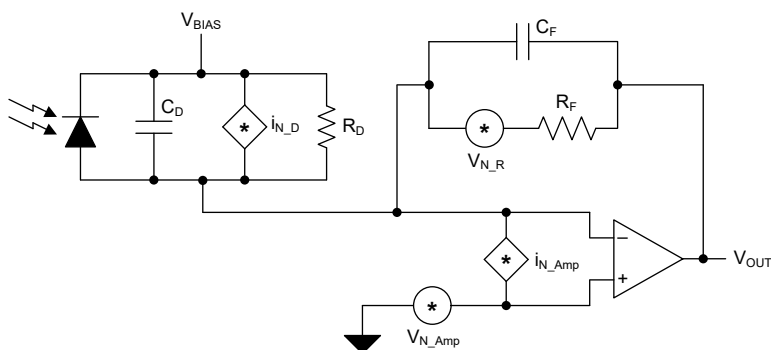 V_BIAS
C_F
C_D
i_N_D
R_D
R_F
V_N_R
i_N_Amp
V_OUT
V_N_Amp